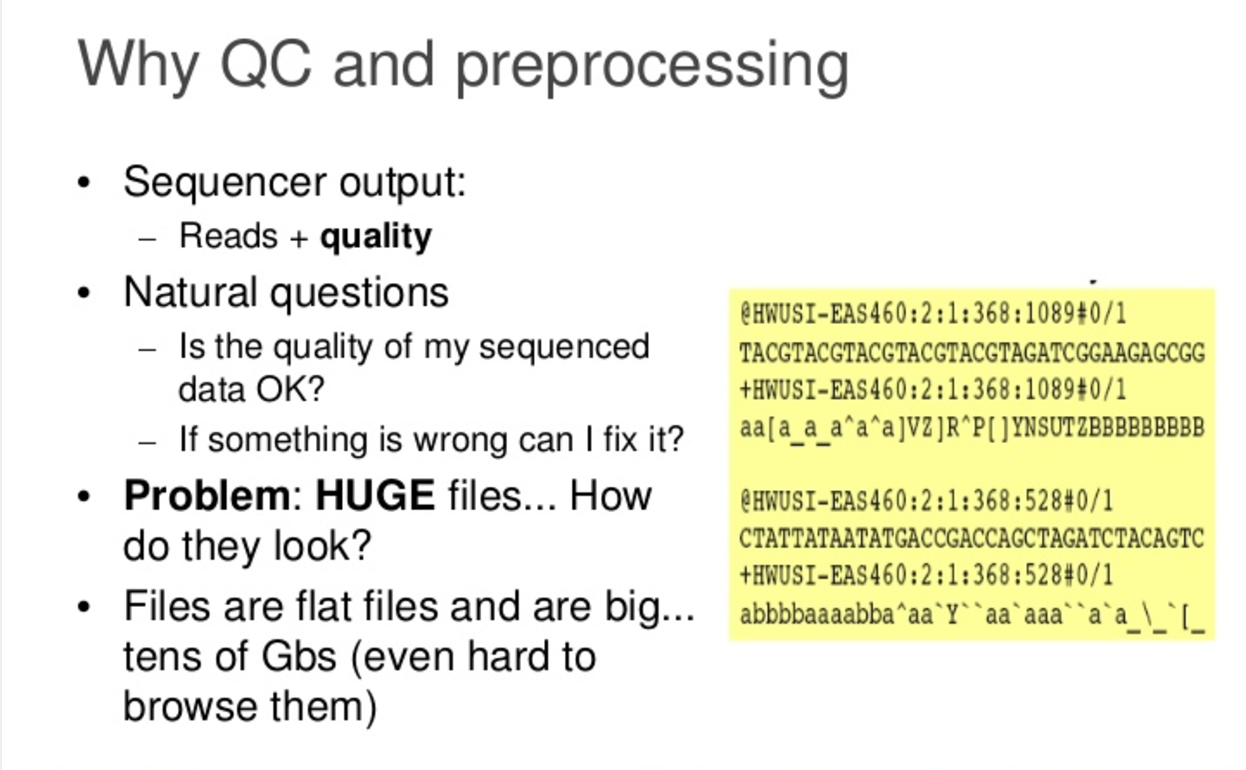 Why QC and preprocessing
• Sequencer output:
– Reads + quality
• Natural questions
– Is the quality of my sequenced
data OK?
– If something is wrong can I fix it?
• Problem: HUGE files... How
do they look?
• Files are flat files and are big...
tens of Gbs (even hard to
browse them)
@HWUSI-EAS460:2:1:368:1089#0/1
TACGTACGTACGTACGTACGTAGATCGGAAGAGCGG
+HWUSI-EAS460:2:1:368:1089#0/1
aa[a_a_a^a^a]VZ]R^P[]YNSUTZBBBBBBBBBB
@HWUSI-EAS460:2:1:368:528#0/1
CTATTATAATATGACCGACCAGCTAGATCTACAGTC
+HWUSI-EAS460:2:1:368:528#0/1
abbbbaaaabba^aa`Y``aa`aaa``a`a_\_`[_